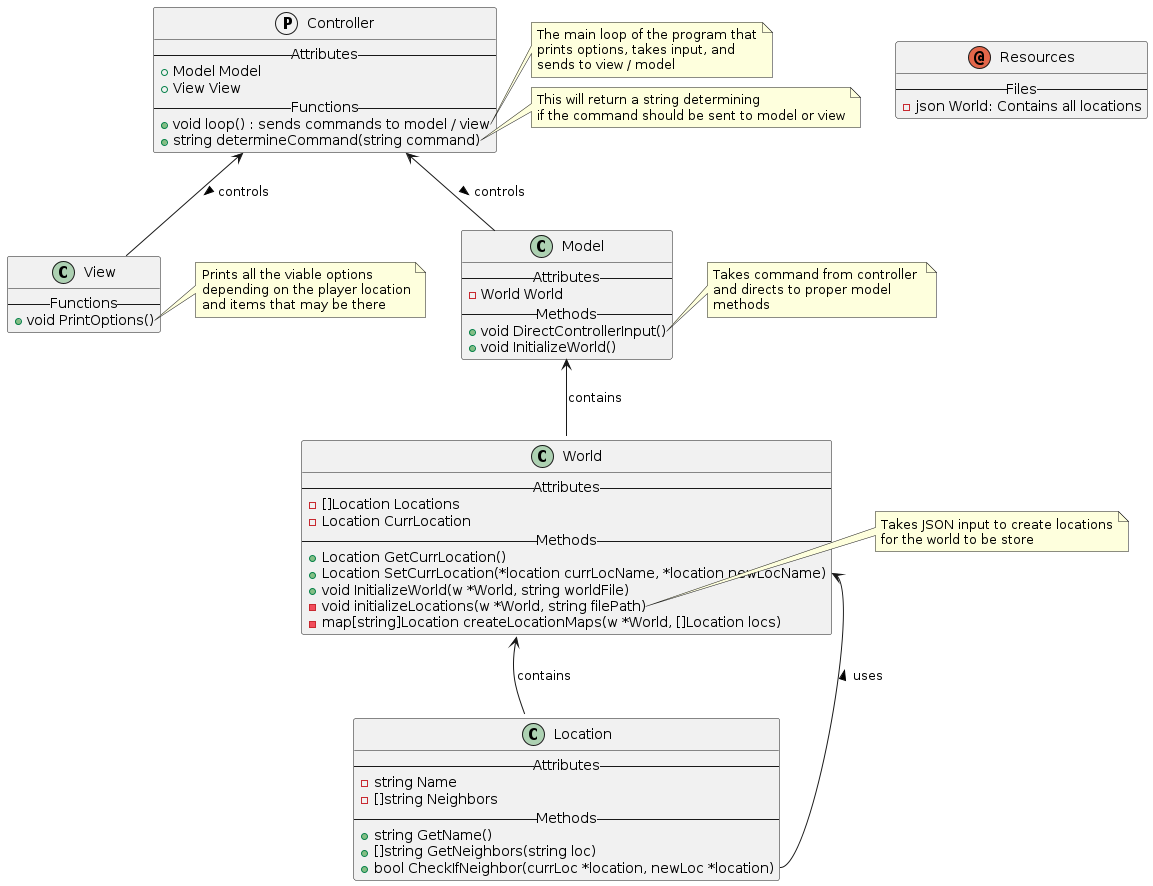 P Controller
Attributes
Model Model
View View
Functions
void loop() : sends commands to model / view
string determineCommand(string command)
The main loop of the program that
prints options, takes input, and
sends to view / model
This will return a string determining
if the command should be sent to model or view
@ Resources
Files
json World: Contains all locations
controls
controls
C View
Functions
void PrintOptions()
Prints all the viable options
depending on the player location
and items that may be there
C Model
Attributes
World World
Methods
void DirectControllerInput()
void InitializeWorld()
Takes command from controller
and directs to proper model
methods
contains
C World
Attributes
[]Location Locations
Location CurrLocation
Methods
Location GetCurrLocation()
Location SetCurrLocation(*location currLocName, *location newLocName)
void InitializeWorld(w *World, string worldFile)
void initializeLocations(w *World, string filePath)
map[string]Location createLocationMaps(w *World, []Location locs)
Takes JSON input to create locations
for the world to be store
contains
uses
C Location
Attributes
string Name
[]string Neighbors
Methods
string GetName()
[]string GetNeighbors(string loc)
bool CheckIfNeighbor(currLoc *location, newLoc *location)